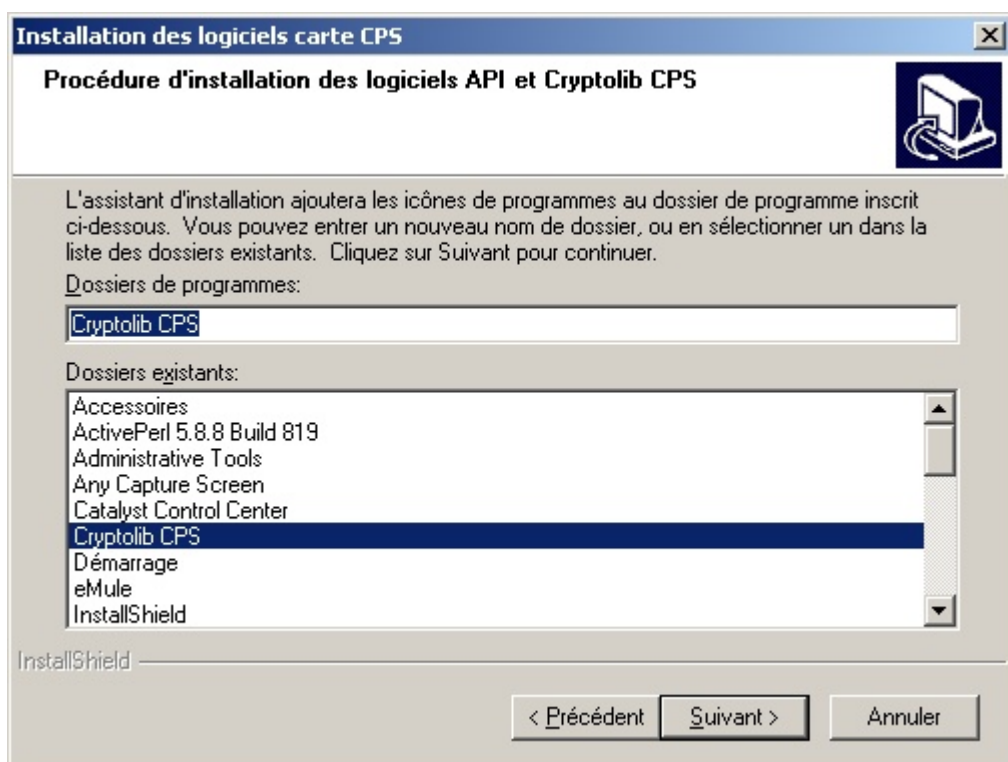 Installation des logiciels carte CPS
Procédure d'installation des logiciels API et Cryptolib CPS
L'assistant d'installation ajoutera les icônes de programmes au dossier de programme inscrit
ci-dessous.  Vous pouvez entrer un nouveau nom de dossier, ou en sélectionner un dans la
liste des dossiers existants.  Cliquez sur Suivant pour continuer.
Dossiers de programmes:
Cryptolib CPS
Dossiers existants:
Accessoires
ActivePerl 5.8.8 Build 819
Administrative Tools
Any Capture Screen
Catalyst Control Center
Cryptolib CPS
Démarrage
eMule
InstallShield
InstallShield
< Précédent
Suivant >
Annuler